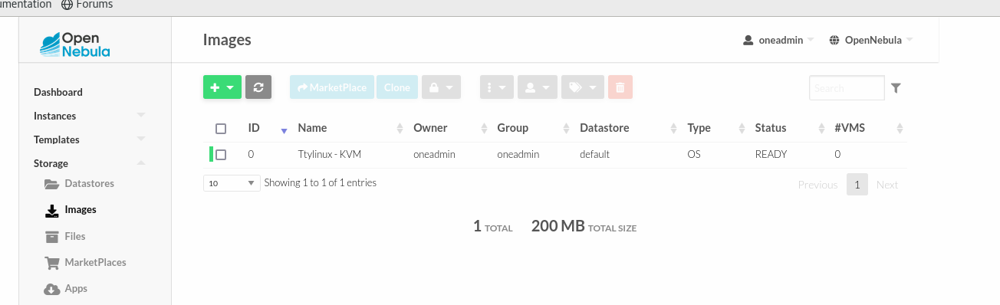 umentation Forums
Open
Nebula
Images
oneadmin OpenNebula
MarketPlace Clone
Search
Dashboard
Instances
Templates
Storage
Datastores
Images
Files
MarketPlaces
Apps
ID Name Owner Group Datastore Type Status #VMS
0 Ttylinux - KVM oneadmin oneadmin default OS READY 0
10 Showing 1 to 1 of 1 entries
Previous 1 Next
1 TOTAL 200 MB TOTAL SIZE